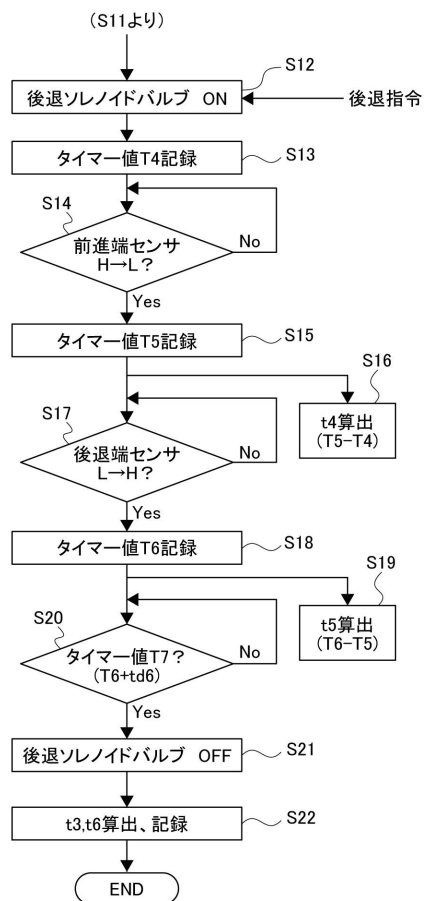 (S11より)
S12
後退ソレノイドバルブ ON
後退指令
タイマー値T4記録
S13
S14
前進端センサ
H→L？
No
Yes
タイマー値T5記録
S15
S16
t4算出
(T5−T4)
S17
後退端センサ
L→H？
No
Yes
タイマー値T6記録
S18
S19
t5算出
(T6−T5)
S20
タイマー値T7？
(T6+td6)
No
Yes
後退ソレノイドバルブ OFF
S21
t3,t6算出、記録
S22
END